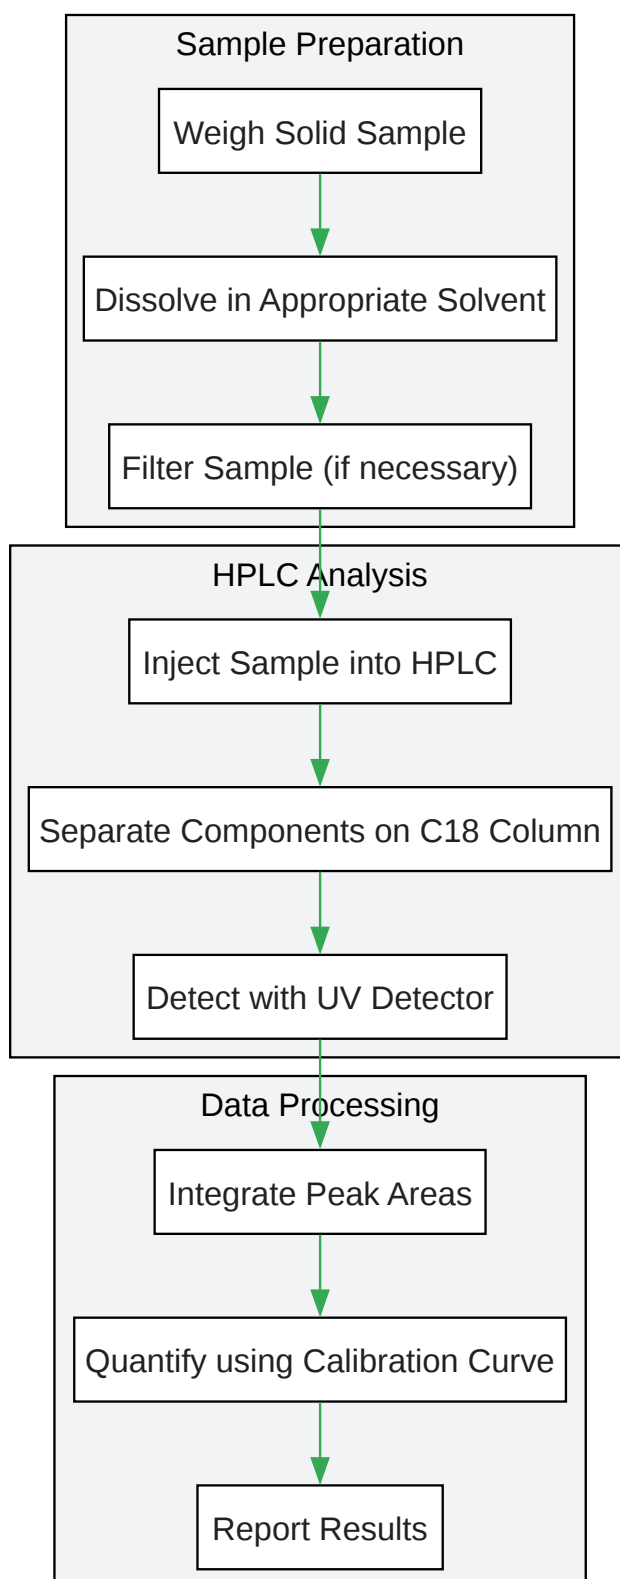 Sample Preparation
Weigh Solid Sample
Dissolve in Appropriate Solvent
Filter Sample (if necessary)
HPLC Analysis
Inject Sample into HPLC
Separate Components on C18 Column
Detect with UV Detector
Data Processing
Integrate Peak Areas
Quantify using Calibration Curve
Report Results